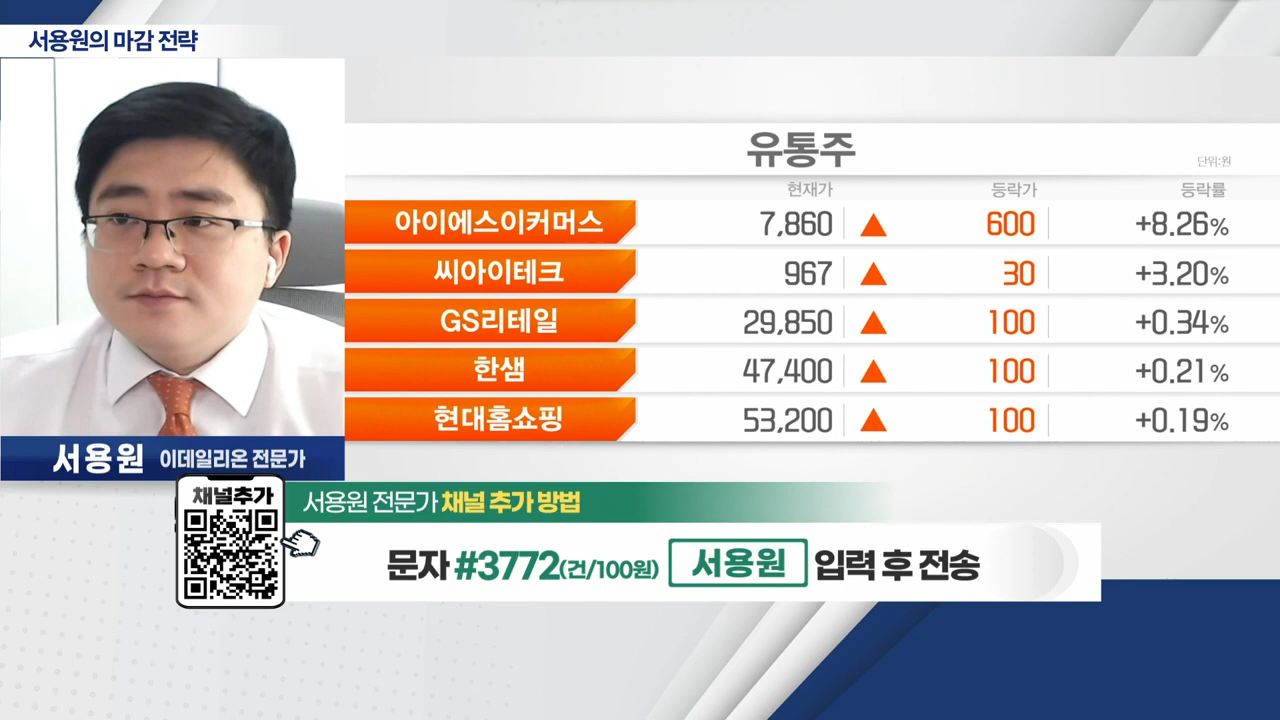 서용원의 마감 전략
유통주
단위:원
현재가 등락가 등락률
아이에스이커머스 7,860 ▲ 600 +8.26%
씨아이테크 967 ▲ 30 +3.20%
GS리테일 29,850 ▲ 100 +0.34%
한샘 47,400 ▲ 100 +0.21%
현대홈쇼핑 53,200 ▲ 100 +0.19%
서용원 이데일리온 전문가
채널추가
서용원 전문가 채널 추가 방법
문자 #3772(건/100원) 서용원 입력 후 전송